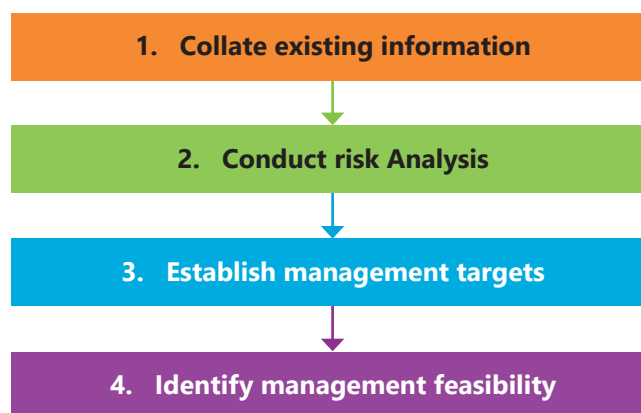 1. Collate existing information
2. Conduct risk Analysis
3. Establish management targets
4. Identify management feasibility